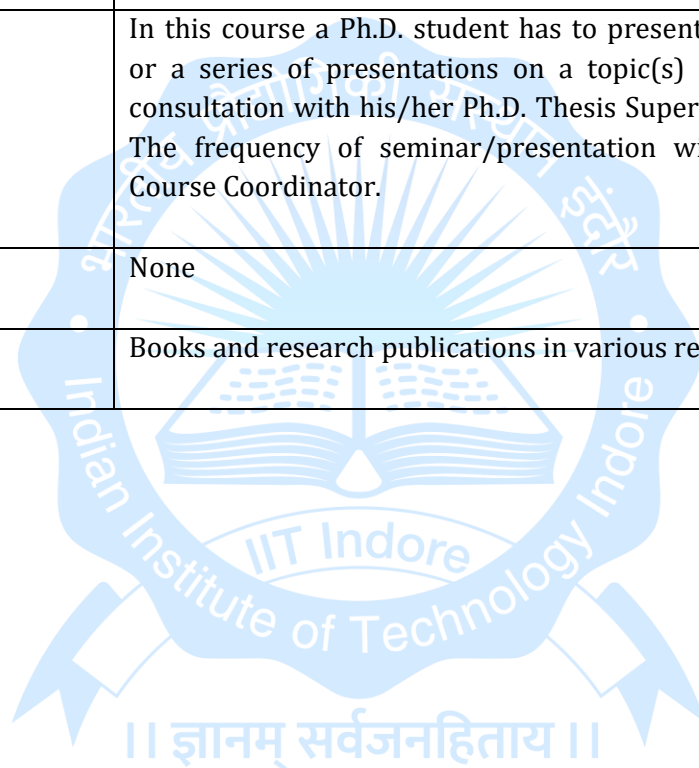 In this course a Ph.D. student has to present
or a series of presentations on a topic(s)
consultation with his/her Ph.D. Thesis Super
The frequency of seminar/presentation wi
Course Coordinator.
None
Books and research publications in various re
भारतीय प्रौद्योगिकी संस्थान इंदौर
Indian Institute of Technology Indore
IIT Indore
।। ज्ञानम् सर्वजनहिताय ।।